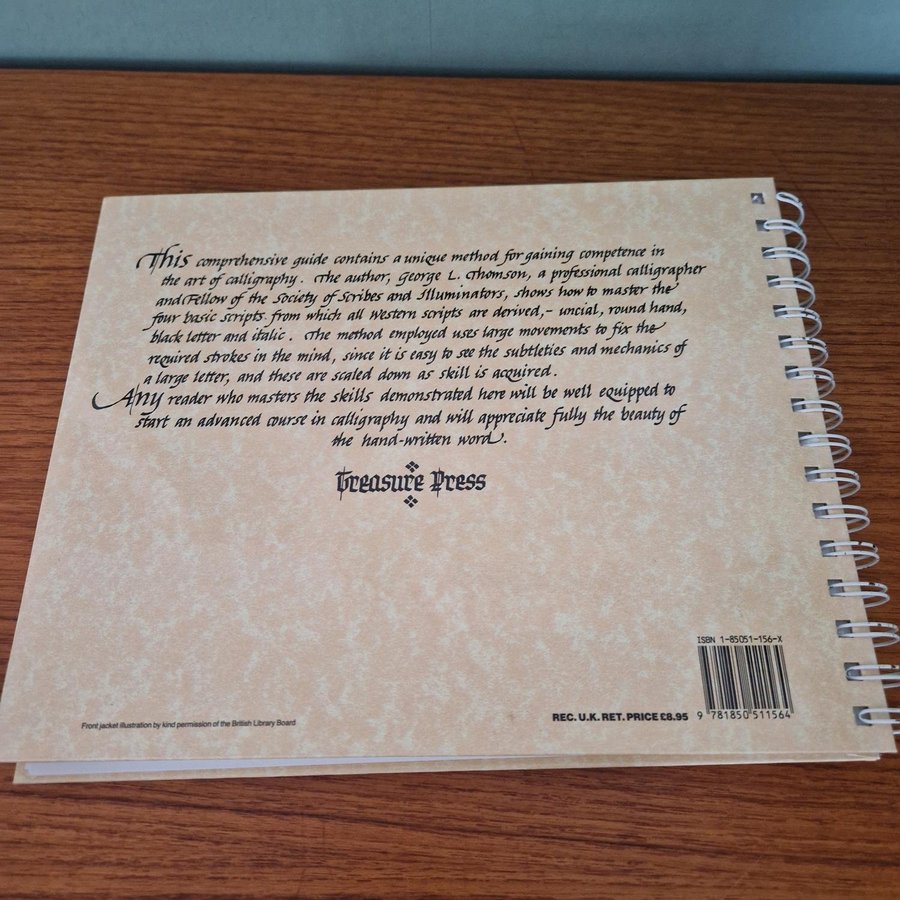 This comprehensive guide contains a unique method for gaining competence in
the art of calligraphy. The author, George L. Thomson, a professional calligrapher
and Fellow of the Society of Scribes and Illuminators, shows how to master the
four basic scripts from which all western scripts are derived,- uncial, round hand,
black letter and italic. The method employed uses large movements to fix the
required strokes in the mind, since it is easy to see the subtleties and mechanics of
a large letter, and these are scaled down as skill is acquired.
Any reader who masters the skills demonstrated here will be well equipped to
start an advanced course in calligraphy and will appreciate fully the beauty of
the hand-written word.
Treasure Press
ISBN 1-85051-156-X
9 781850 511564
REC. U.K. RET. PRICE £8.95
Front jacket illustration by kind permission of the British Library Board